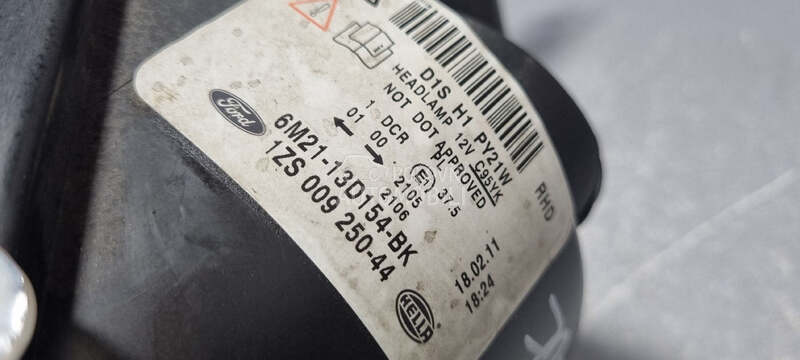 D1S H1 PY21W
HEADLAMP 12V C95YK
NOT DOT APPROVED
1 DCR
01 00
E1 37.5
2105
2106
Ford
6M21-13D154-BK
1ZS 009 250-44
RHD
18.02.11
18:24
HELLA